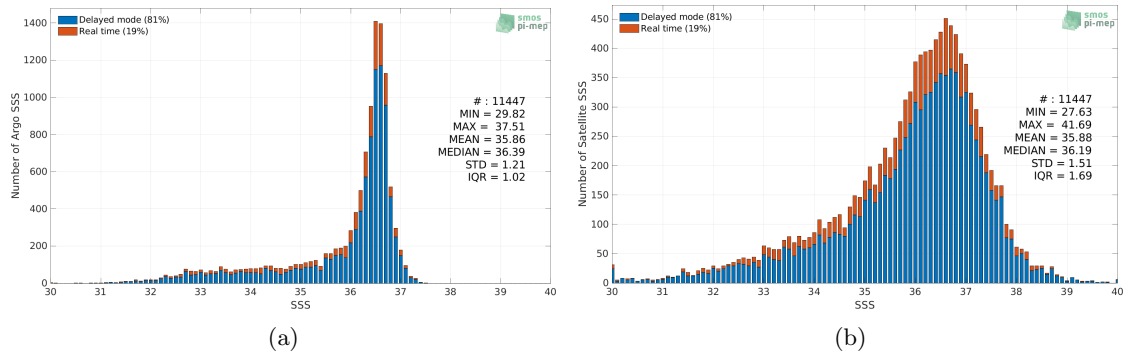 Delayed mode (81%)
Real time (19%)
smos
pi-mep
Number of Argo SSS
1400
1200
1000
800
600
400
200
0
# : 11447
MIN = 29.82
MAX = 37.51
MEAN = 35.86
MEDIAN = 36.39
STD = 1.21
IQR = 1.02
30 31 32 33 34 35 36 37 38 39 40
SSS
(a)
Delayed mode (81%)
Real time (19%)
smos
pi-mep
Number of Satellite SSS
450
400
350
300
250
200
150
100
50
0
# : 11447
MIN = 27.63
MAX = 41.69
MEAN = 35.88
MEDIAN = 36.19
STD = 1.51
IQR = 1.69
30 31 32 33 34 35 36 37 38 39 40
SSS
(b)